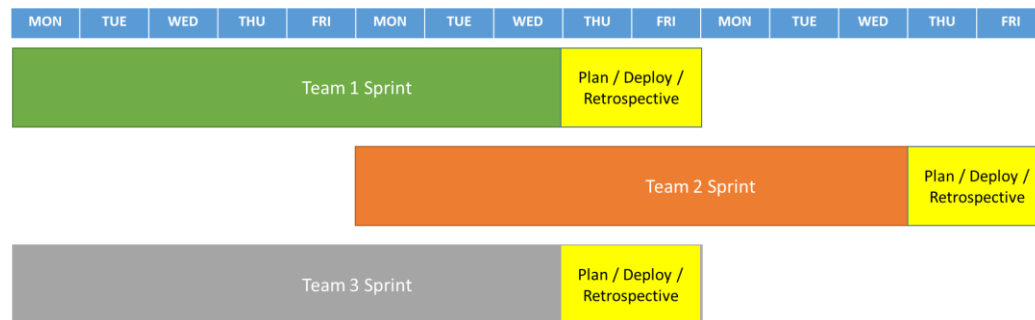 MON TUE WED THU FRI MON TUE WED THU FRI MON TUE WED THU FRI
Team 1 Sprint
Plan / Deploy /
Retrospective
Team 2 Sprint
Plan / Deploy /
Retrospective
Team 3 Sprint
Plan / Deploy /
Retrospective